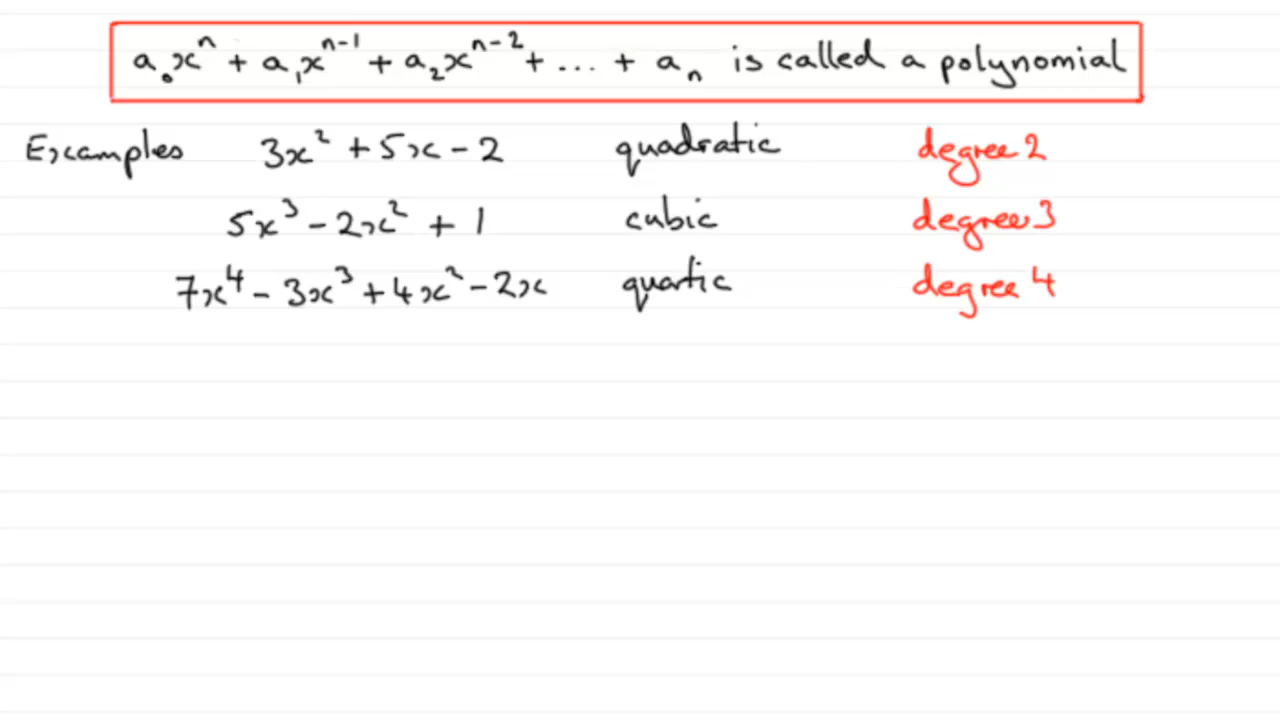 a₀xⁿ + a₁xⁿ⁻¹ + a₂xⁿ⁻² + ... + aₙ is called a polynomial
Examples 3x² + 5x - 2 quadratic degree 2
5x³ - 2x² + 1 cubic degree 3
7x⁴ - 3x³ + 4x² - 2x quartic degree 4